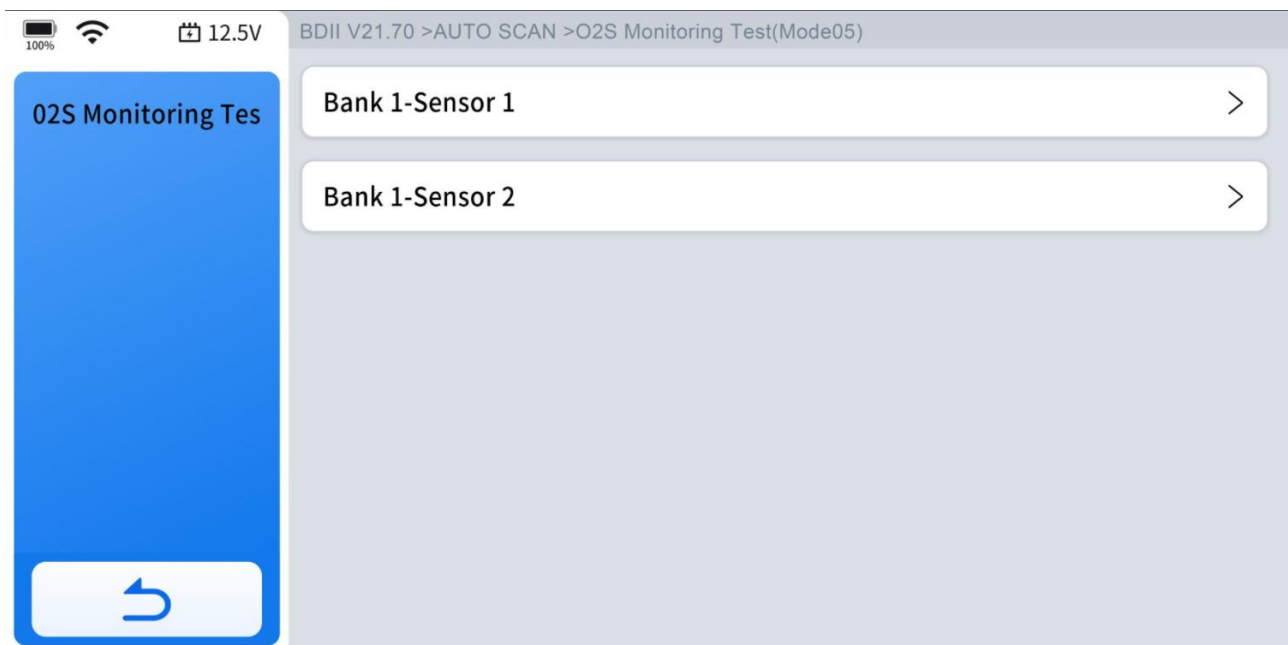 100%
12.5V
BDII V21.70 >AUTO SCAN >O2S Monitoring Test(Mode05)
02S Monitoring Tes
Bank 1-Sensor 1
Bank 1-Sensor 2